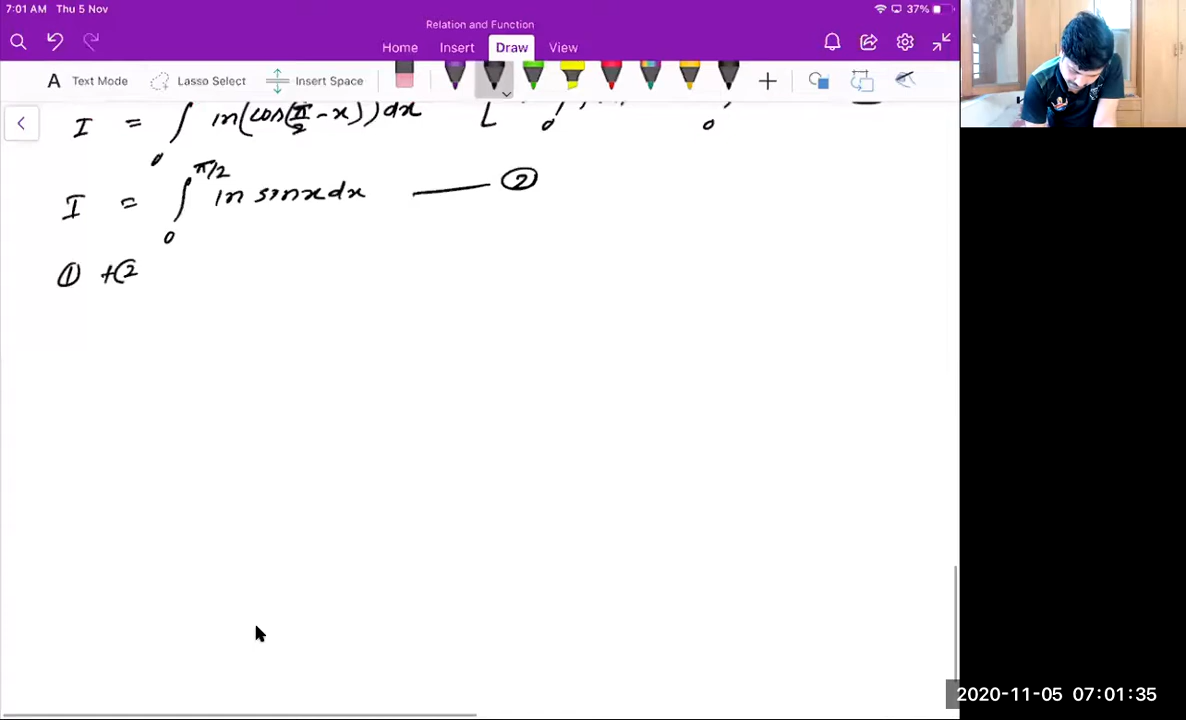 7:01 AM Thu 5 Nov
37%
Relation and Function
Home Insert Draw View
A Text Mode Lasso Select Insert Space
I = ∫ ln(cos(π/2 - x))dx [
0 0 0
π/2
I = ∫ ln sinx dx —— ②
0
① +(2
2020-11-05 07:01:35